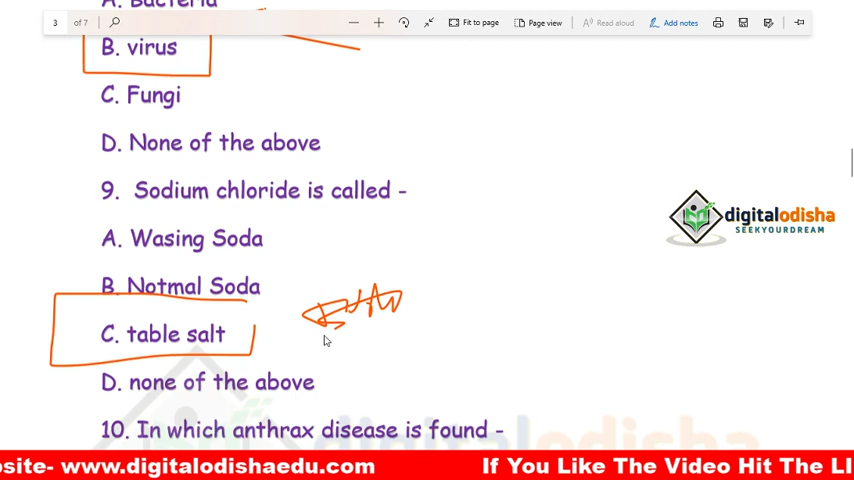 A. Bacteria
3 of 7 Fit to page Page view Read aloud Add notes
B. virus
C. Fungi
D. None of the above
9. Sodium chloride is called -
digitalodisha
SEEKYOURDREAM
A. Wasing Soda
B. Notmal Soda
C. table salt
D. none of the above
10. In which anthrax disease is found -
digitalodisha
osite- www.digitalodishaedu.com If You Like The Video Hit The LI